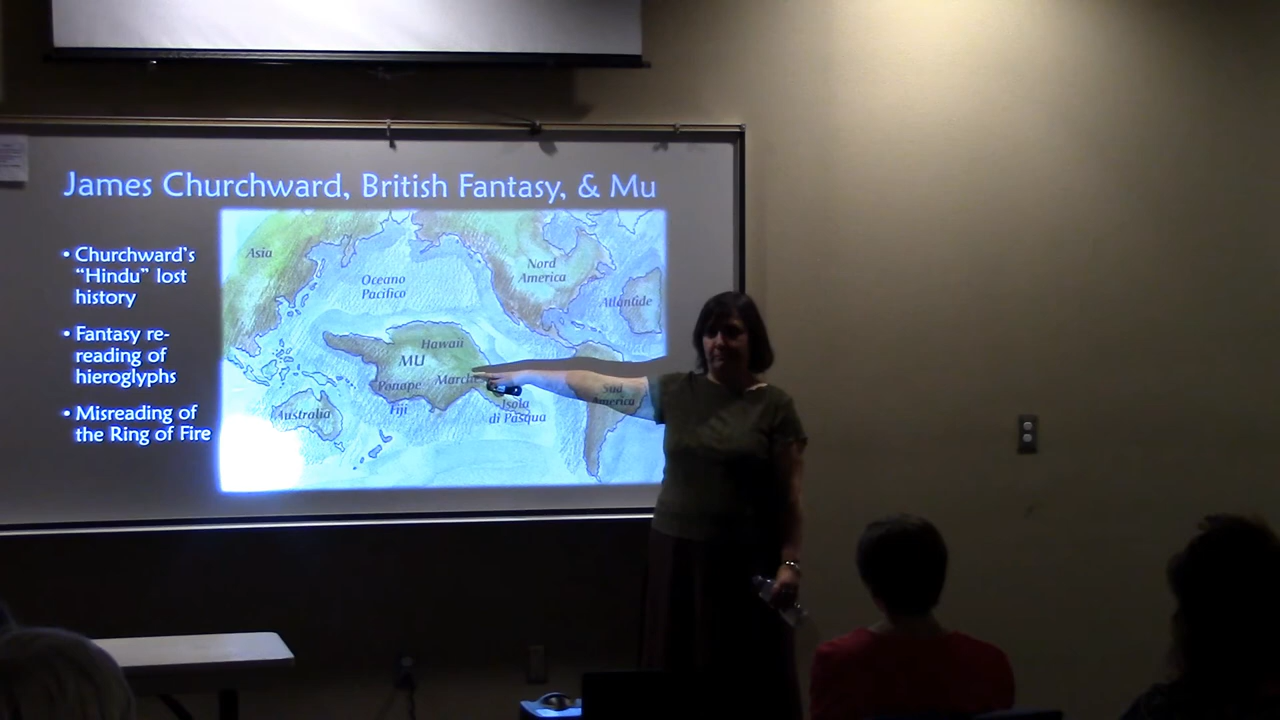 James Churchward, British Fantasy, & Mu
• Churchward's
"Hindu" lost
history
• Fantasy re-
reading of
hieroglyphs
• Misreading of
the Ring of Fire
Asia
Oceano
Pacifico
Nord
America
Atlantide
Hawaii
MU
Ponape
Fiji
Australia
Isola
di Pasqua
Sud
America